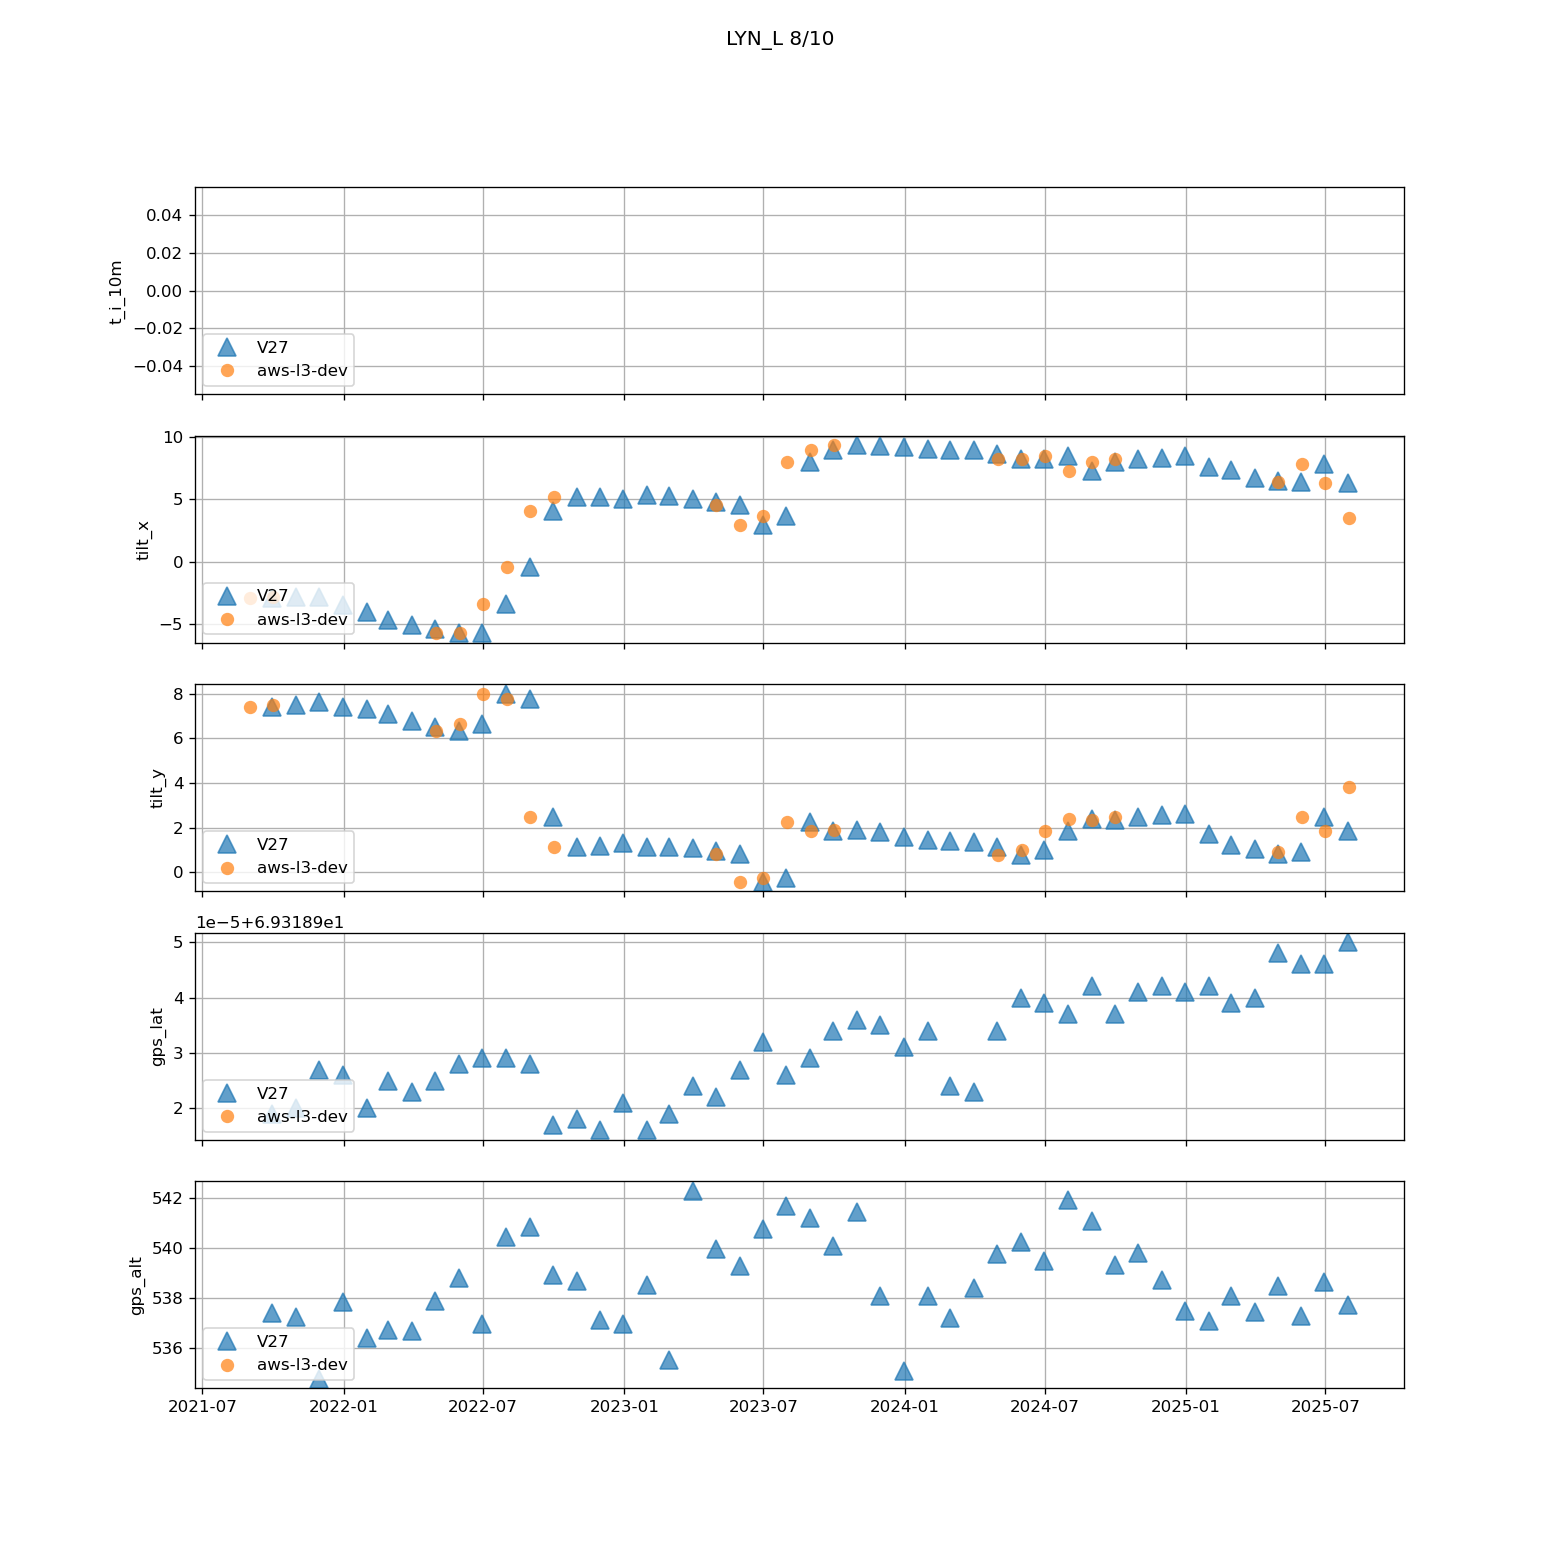 LYN_L 8/10
0.04
0.02
0.00
−0.02
−0.04
t_i_10m
V27
aws-l3-dev
10
5
0
−5
tilt_x
V27
aws-l3-dev
8
6
4
2
0
tilt_y
V27
aws-l3-dev
1e−5+6.93189e1
5
4
3
2
gps_lat
V27
aws-l3-dev
542
540
538
536
gps_alt
V27
aws-l3-dev
2021-07 2022-01 2022-07 2023-01 2023-07 2024-01 2024-07 2025-01 2025-07